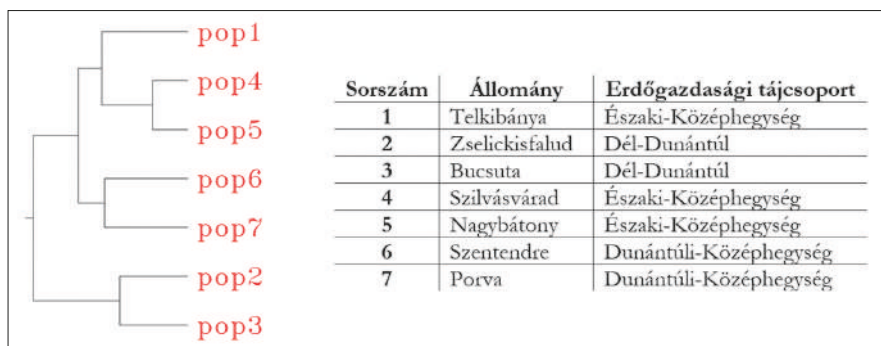 pop1
pop4
pop5
pop6
pop7
pop2
pop3
Sorszám Állomány Erdőgazdasági tájcsoport
1 Telkibánya Északi-Középhegység
2 Zselickisfalud Dél-Dunántúl
3 Bucsuta Dél-Dunántúl
4 Szilvásvárad Északi-Középhegység
5 Nagybátony Északi-Középhegység
6 Szentendre Dunántúli-Középhegység
7 Porva Dunántúli-Középhegység